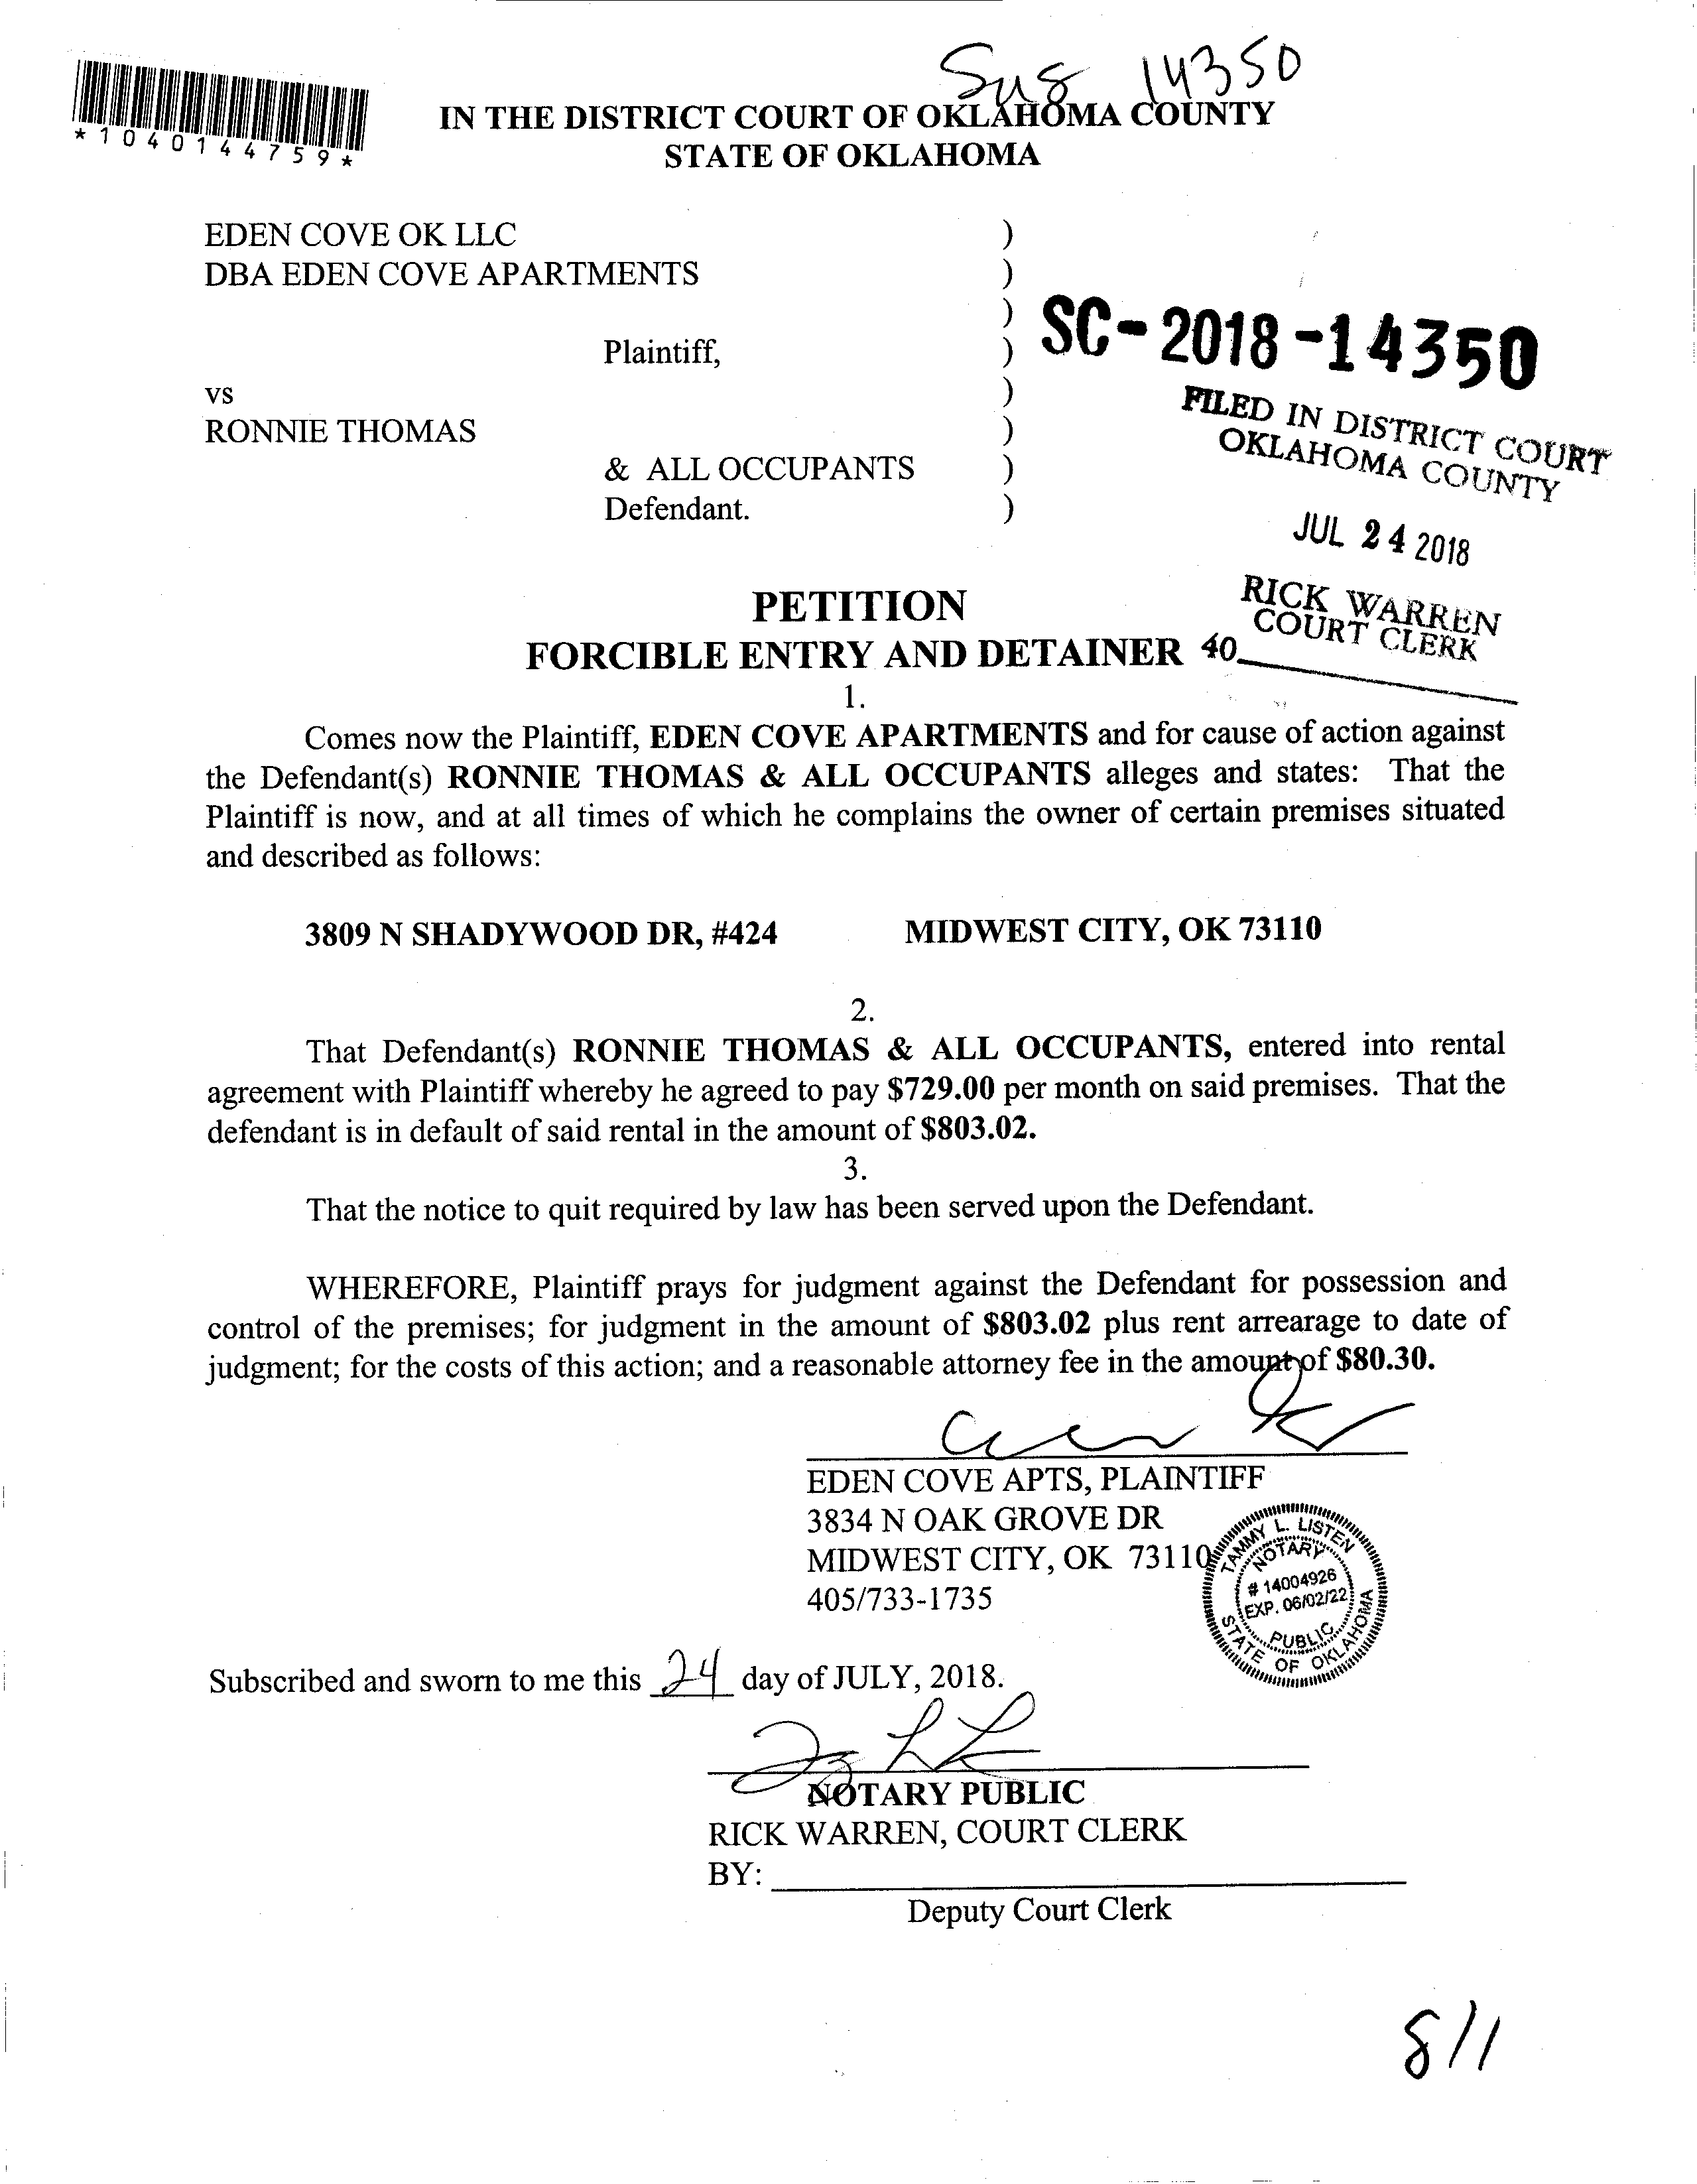 14350
*1040144759*
IN THE DISTRICT COURT OF OKLAHOMA COUNTY
STATE OF OKLAHOMA
EDEN COVE OK LLC )
DBA EDEN COVE APARTMENTS )
)
Plaintiff, )
SC-2018-14350
vs )
RONNIE THOMAS )
& ALL OCCUPANTS )
Defendant. )
FILED IN DISTRICT COURT
OKLAHOMA COUNTY
JUL 24 2018
RICK WARREN
COURT CLERK
40
PETITION
FORCIBLE ENTRY AND DETAINER
1.
Comes now the Plaintiff, EDEN COVE APARTMENTS and for cause of action against
the Defendant(s) RONNIE THOMAS & ALL OCCUPANTS alleges and states: That the
Plaintiff is now, and at all times of which he complains the owner of certain premises situated
and described as follows:
3809 N SHADYWOOD DR, #424 MIDWEST CITY, OK 73110
2.
That Defendant(s) RONNIE THOMAS & ALL OCCUPANTS, entered into rental
agreement with Plaintiff whereby he agreed to pay $729.00 per month on said premises. That the
defendant is in default of said rental in the amount of $803.02.
3.
That the notice to quit required by law has been served upon the Defendant.
WHEREFORE, Plaintiff prays for judgment against the Defendant for possession and
control of the premises; for judgment in the amount of $803.02 plus rent arrearage to date of
judgment; for the costs of this action; and a reasonable attorney fee in the amount of $80.30.
EDEN COVE APTS, PLAINTIFF
3834 N OAK GROVE DR
MIDWEST CITY, OK 73110
405/733-1735
TAMMY L. LISTEN
NOTARY
# 14004926
EXP. 06/02/22
PUBLIC
STATE OF OKLAHOMA
Subscribed and sworn to me this 24 day of JULY, 2018.
NOTARY PUBLIC
RICK WARREN, COURT CLERK
BY:
Deputy Court Clerk
8/1